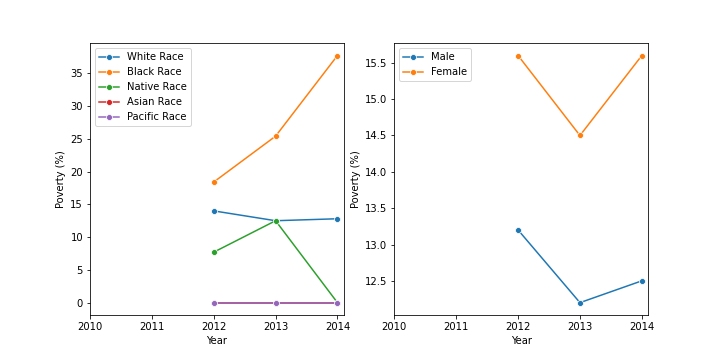 White Race
Black Race
Native Race
Asian Race
Pacific Race
35
30
25
20
15
10
5
0
Poverty (%)
2010 2011 2012 2013 2014
Year
Male
Female
15.5
15.0
14.5
14.0
13.5
13.0
12.5
Poverty (%)
2010 2011 2012 2013 2014
Year